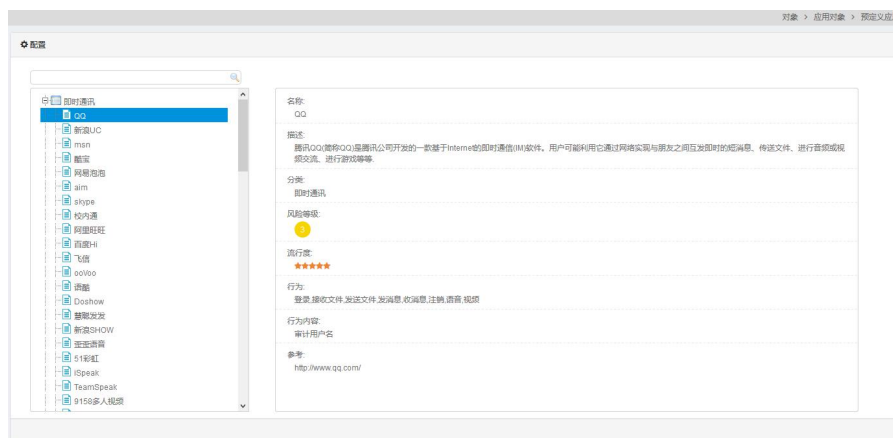 对象 > 应用对象 > 预定义应
配置
即时通讯
QQ
新浪UC
msn
酷宝
网易泡泡
aim
skype
校内通
阿里旺旺
百度Hi
飞信
ooVoo
语酷
Doshow
慧聪发发
新浪SHOW
歪歪语音
51彩虹
iSpeak
TeamSpeak
9158多人视频
名称:
QQ
描述:
腾讯QQ(简称QQ)是腾讯公司开发的一款基于Internet的即时通信(IM)软件。用户可能利用它通过网络实现与朋友之间互发即时的短消息、传送文件、进行音频或视
频交流、进行游戏等等.
分类:
即时通讯
风险等级:
3
流行度:
行为:
登录,接收文件,发送文件,发消息,收消息,注销,语音,视频
行为内容:
审计用户名
参考:
http://www.qq.com/